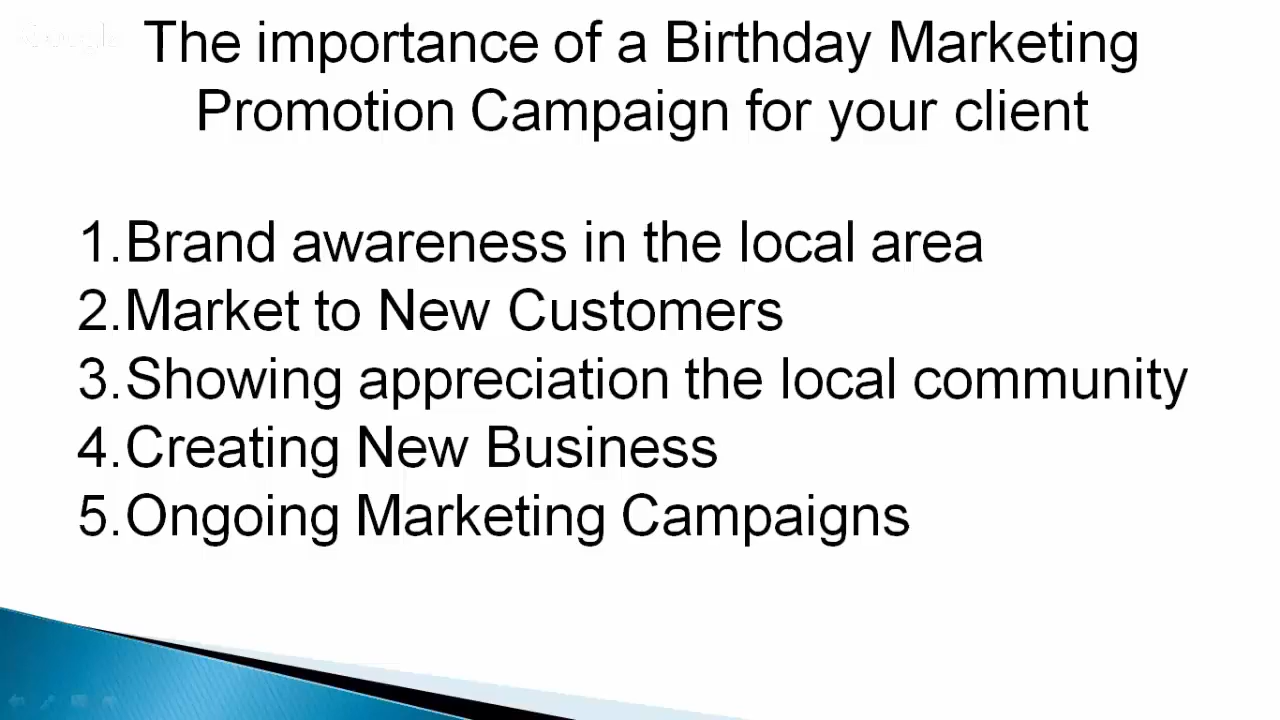 The importance of a Birthday Marketing
Promotion Campaign for your client
1.Brand awareness in the local area
2.Market to New Customers
3.Showing appreciation the local community
4.Creating New Business
5.Ongoing Marketing Campaigns